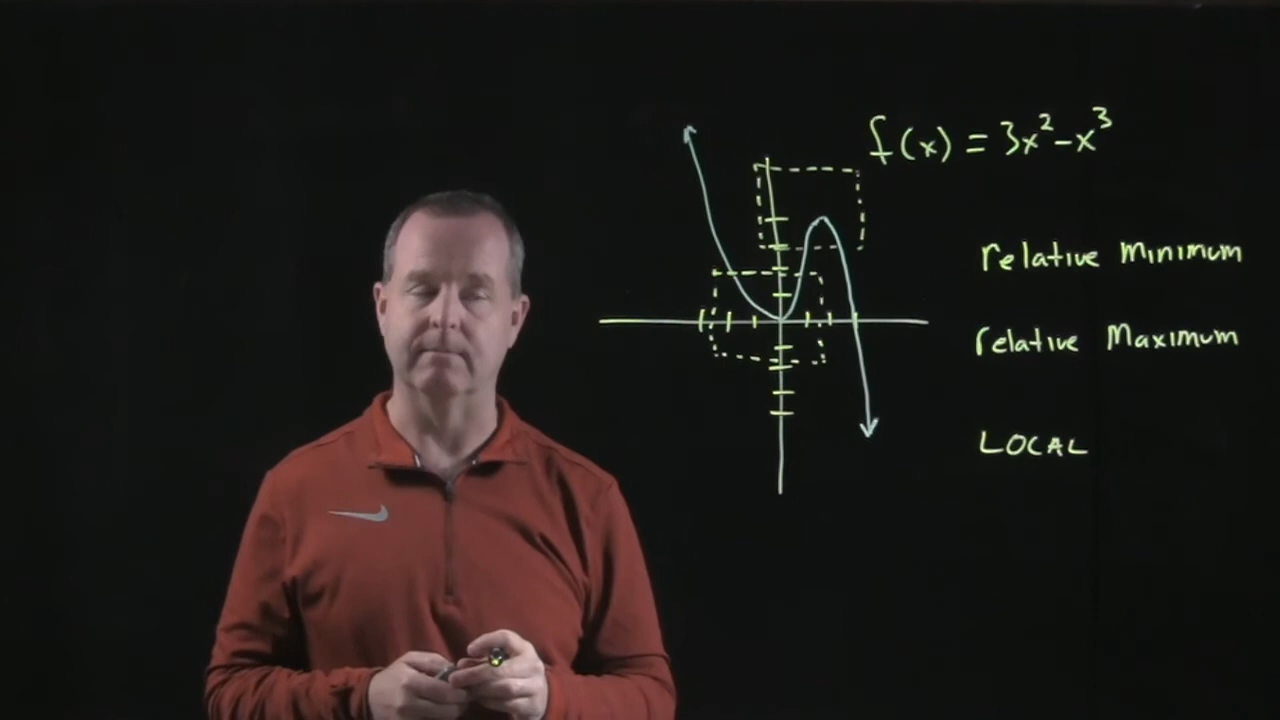 f(x) = 3x² - x³
relative Minimum
relative Maximum
LOCAL